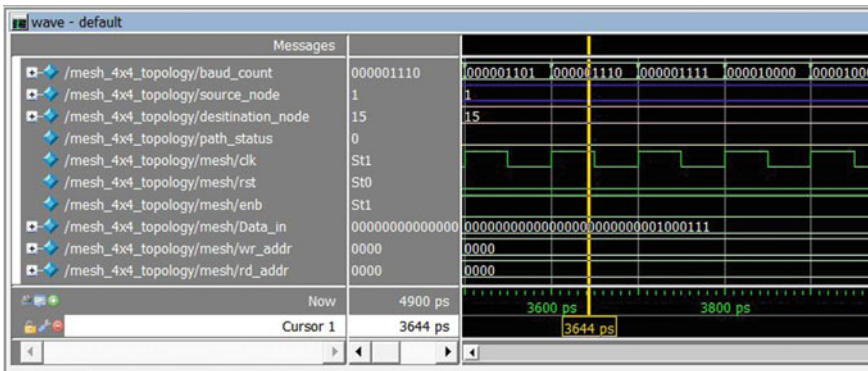 wave - default
Messages
/mesh_4x4_topology/baud_count 000001110 000001101 000001110 000001111 000010000 0000100
/mesh_4x4_topology/source_node 1 1
/mesh_4x4_topology/desitination_node 15 15
/mesh_4x4_topology/path_status 0
/mesh_4x4_topology/mesh/clk St1
/mesh_4x4_topology/mesh/rst St0
/mesh_4x4_topology/mesh/enb St1
/mesh_4x4_topology/mesh/Data_in 00000000000000 00000000000000000000000001000111
/mesh_4x4_topology/mesh/wr_addr 0000 0000
/mesh_4x4_topology/mesh/rd_addr 0000 0000
Now 4900 ps 3600 ps 3800 ps
Cursor 1 3644 ps 3644 ps